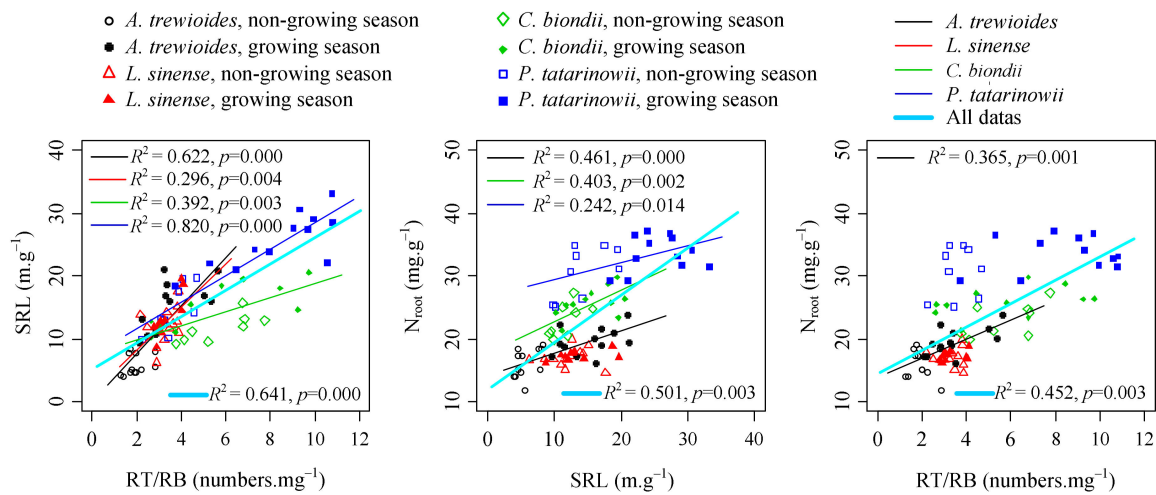 A. trewioides, non-growing season
A. trewioides, growing season
L. sinense, non-growing season
L. sinense, growing season
C. biondii, non-growing season
C. biondii, growing season
P. tatarinowii, non-growing season
P. tatarinowii, growing season
A. trewioides
L. sinense
C. biondii
P. tatarinowii
All datas
R² = 0.622, p=0.000
R² = 0.296, p=0.004
R² = 0.392, p=0.003
R² = 0.820, p=0.000
R² = 0.641, p=0.000
SRL (m.g⁻¹)
40
30
20
10
0
0 2 4 6 8 10 12
RT/RB (numbers.mg⁻¹)
R² = 0.461, p=0.000
R² = 0.403, p=0.002
R² = 0.242, p=0.014
R² = 0.501, p=0.003
Nroot (mg.g⁻¹)
50
40
30
20
10
0 10 20 30 40
SRL (m.g⁻¹)
R² = 0.365, p=0.001
R² = 0.452, p=0.003
Nroot (mg.g⁻¹)
50
40
30
20
10
0 2 4 6 8 10 12
RT/RB (numbers.mg⁻¹)